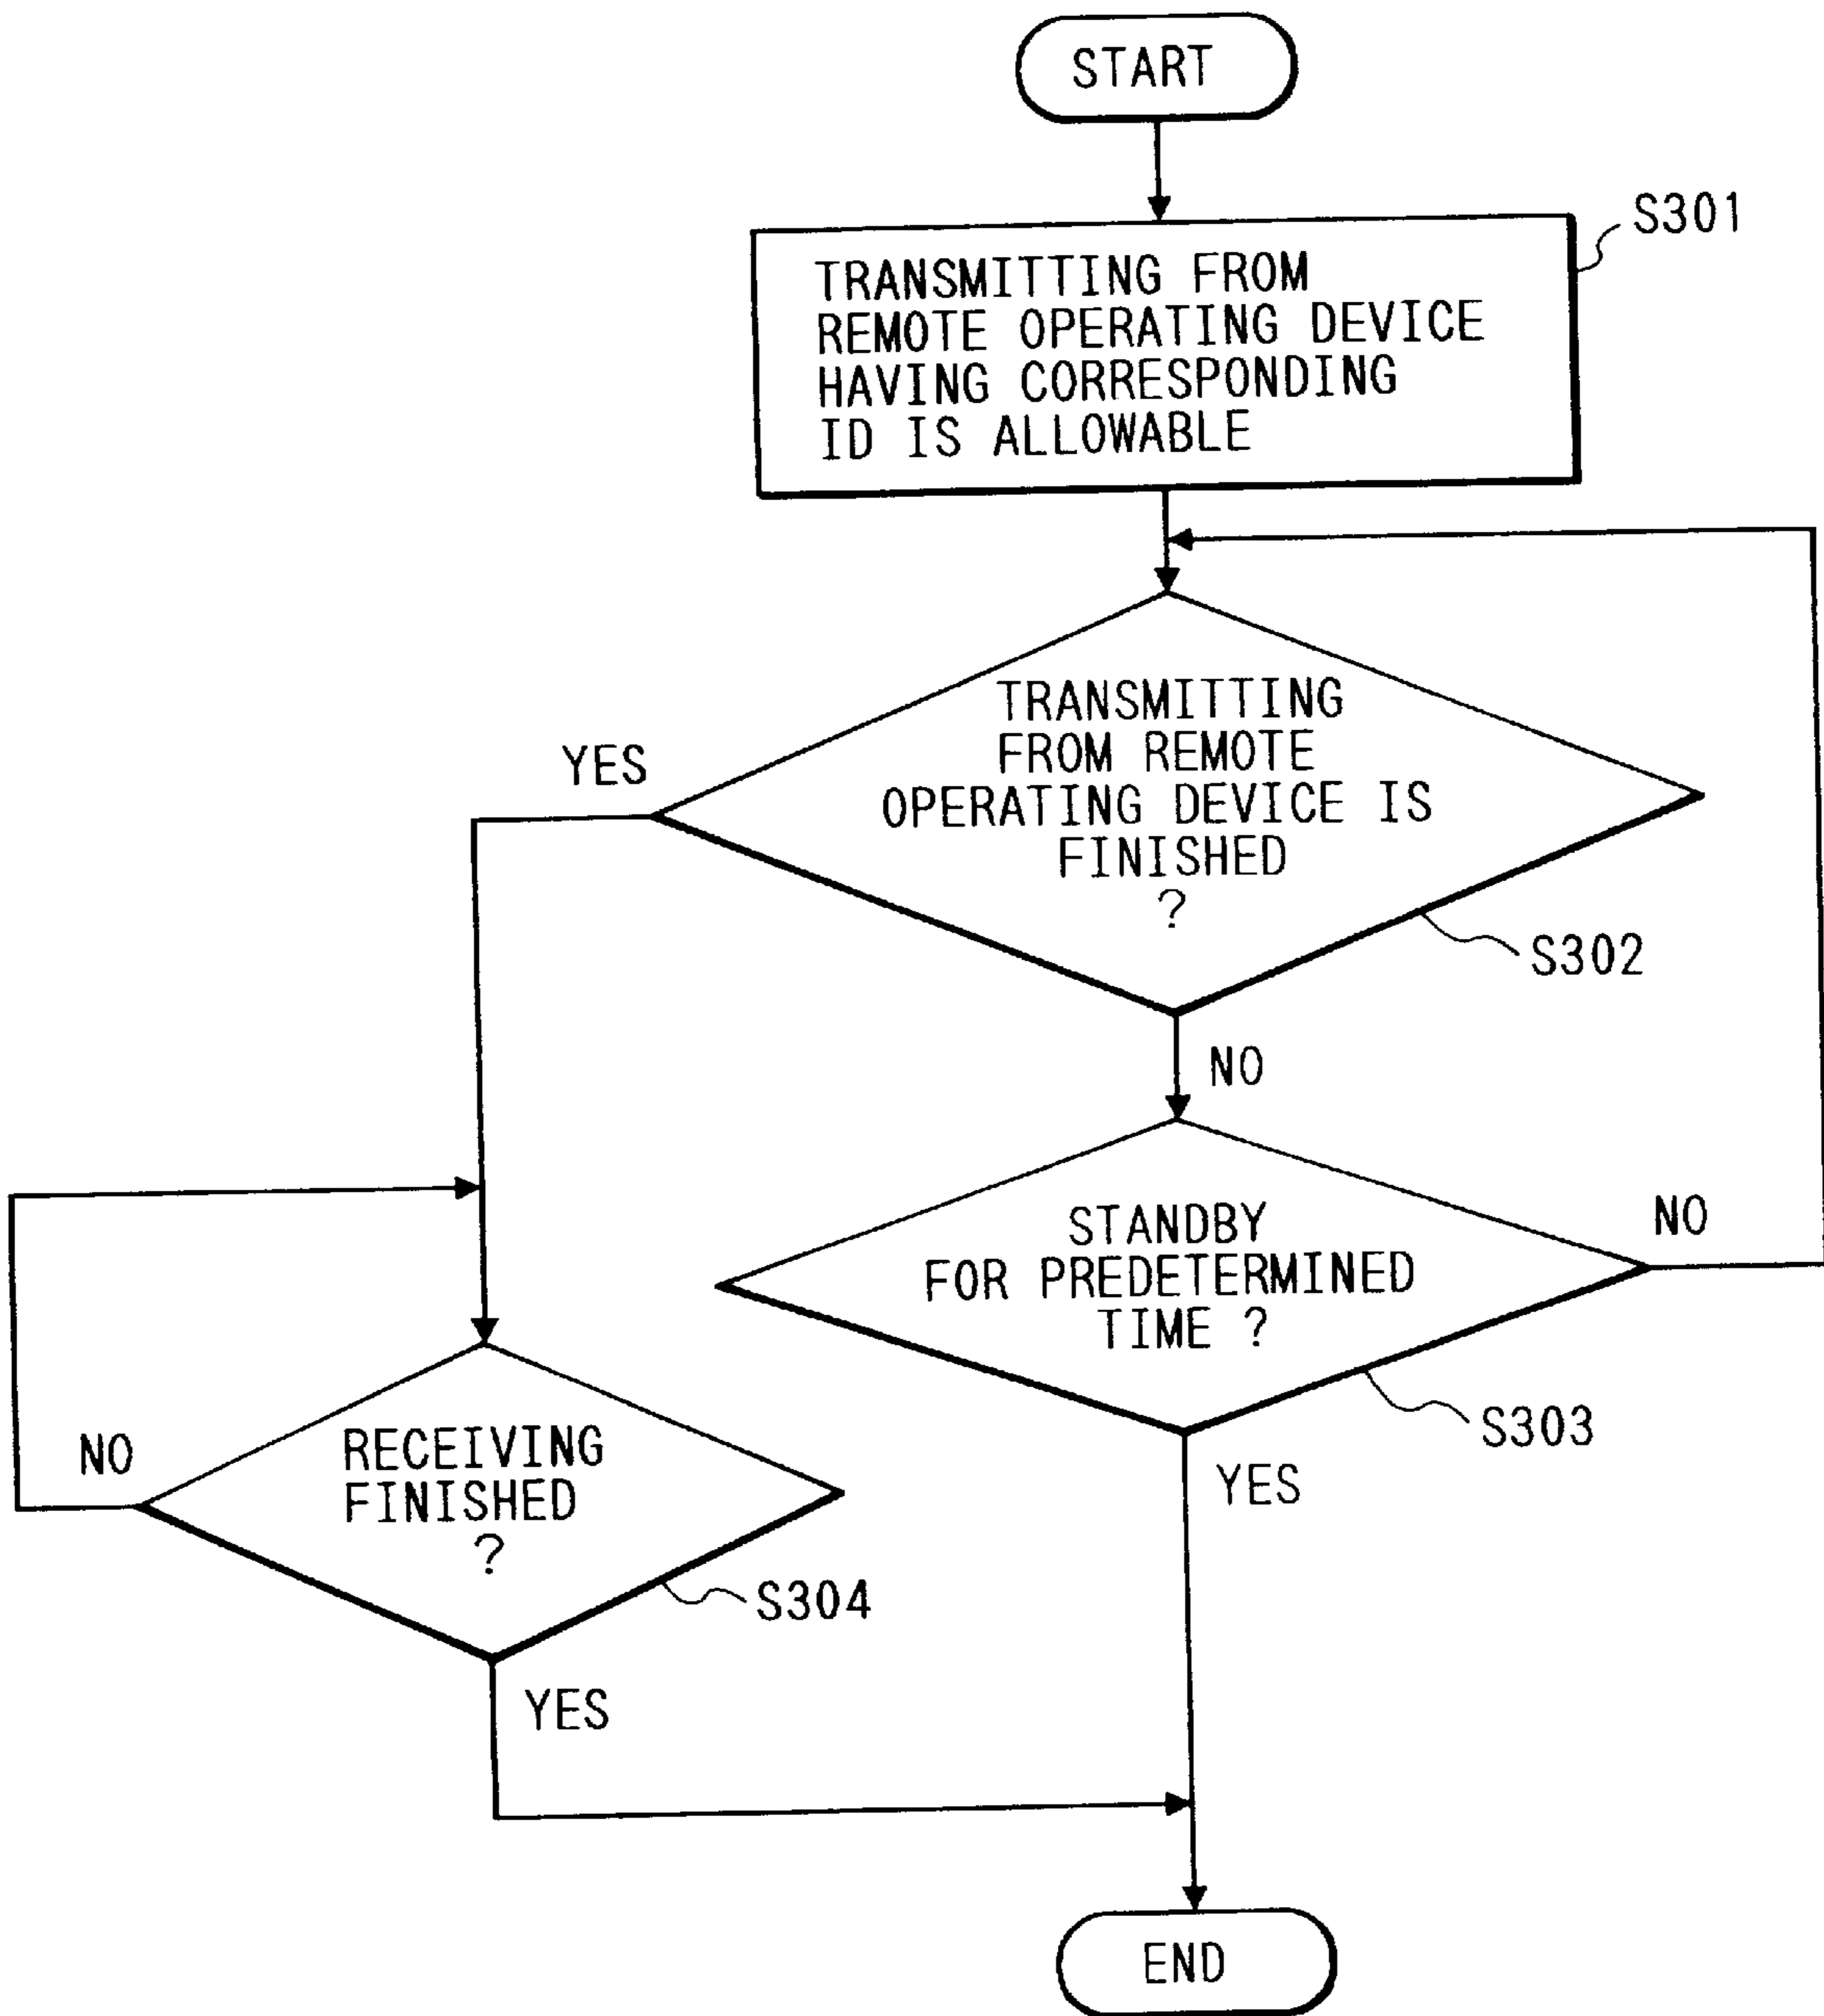 START
S301
TRANSMITTING FROM
REMOTE OPERATING DEVICE
HAVING CORRESPONDING
ID IS ALLOWABLE
TRANSMITTING
FROM REMOTE
OPERATING DEVICE IS
FINISHED
?
YES
S302
NO
STANDBY
FOR PREDETERMINED
TIME ?
NO
S303
YES
RECEIVING
FINISHED
?
NO
S304
YES
END